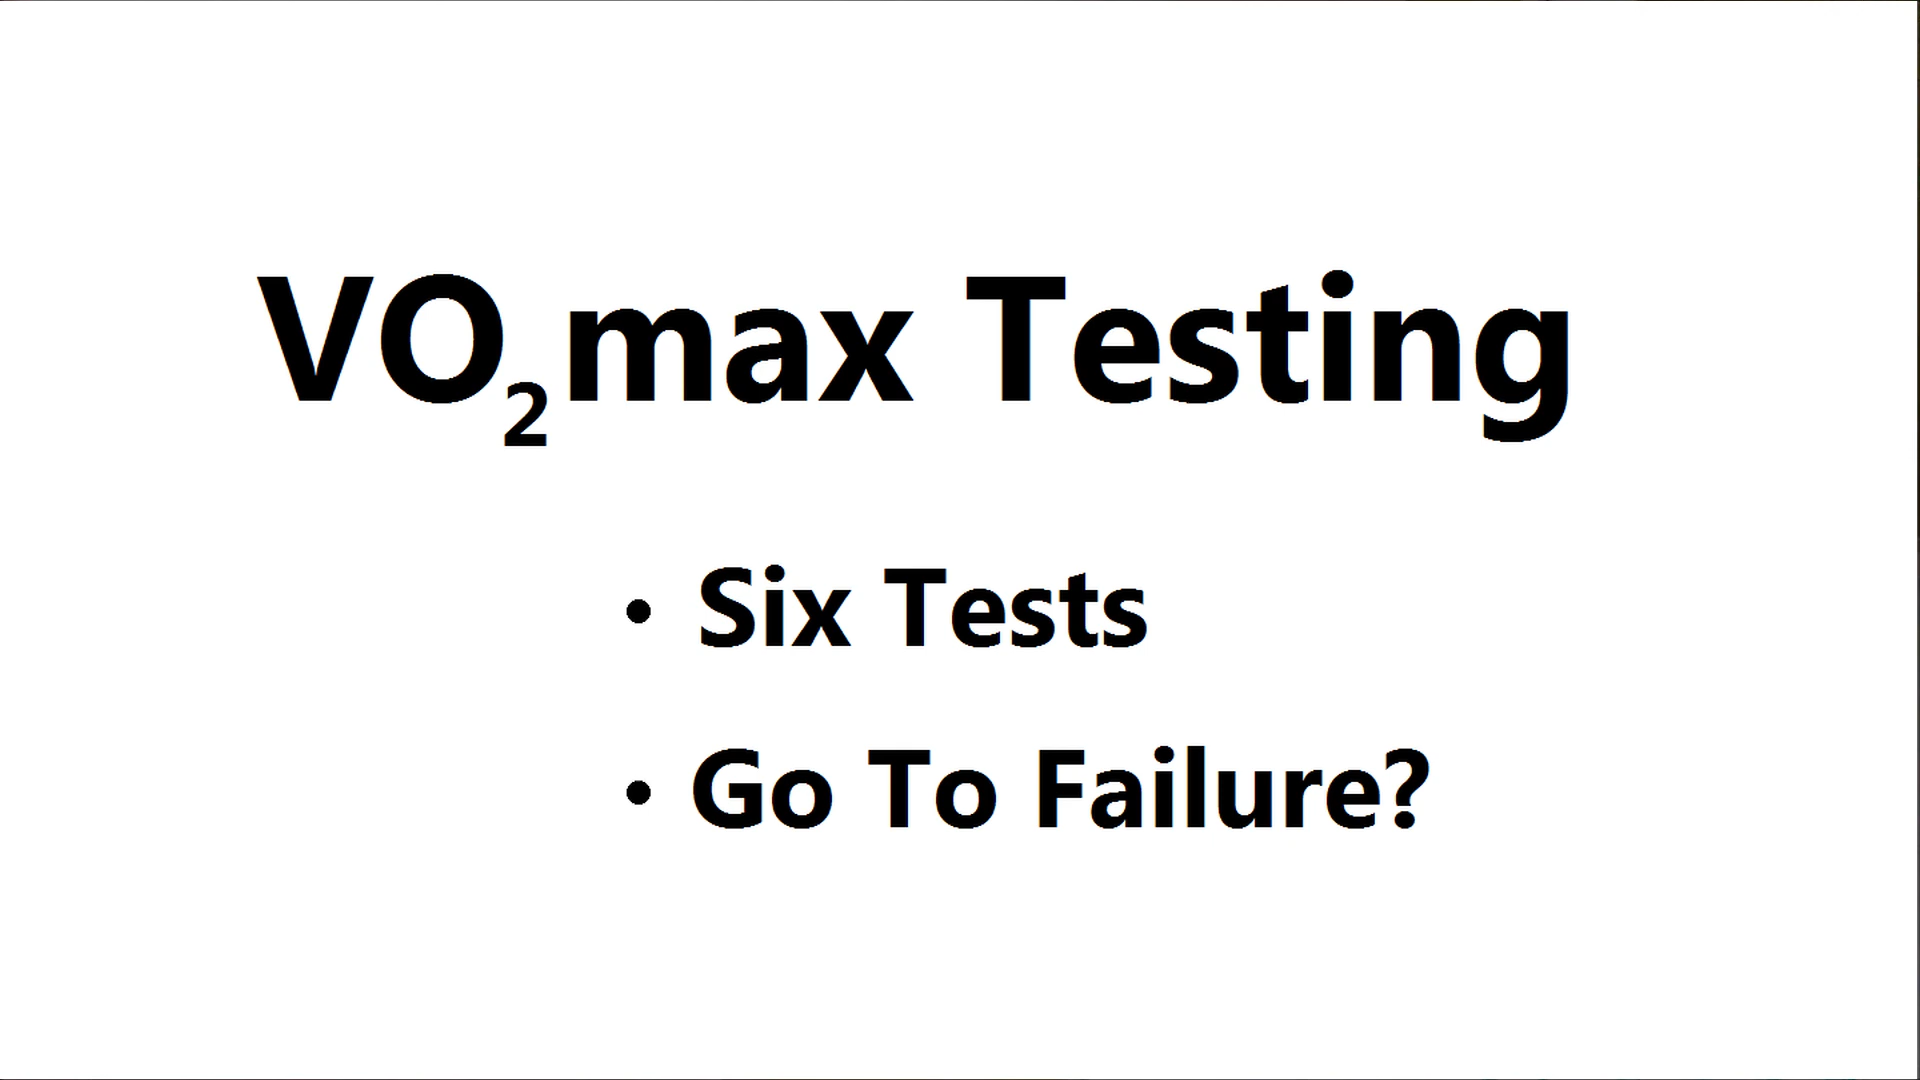 VO₂max Testing
• Six Tests
• Go To Failure?